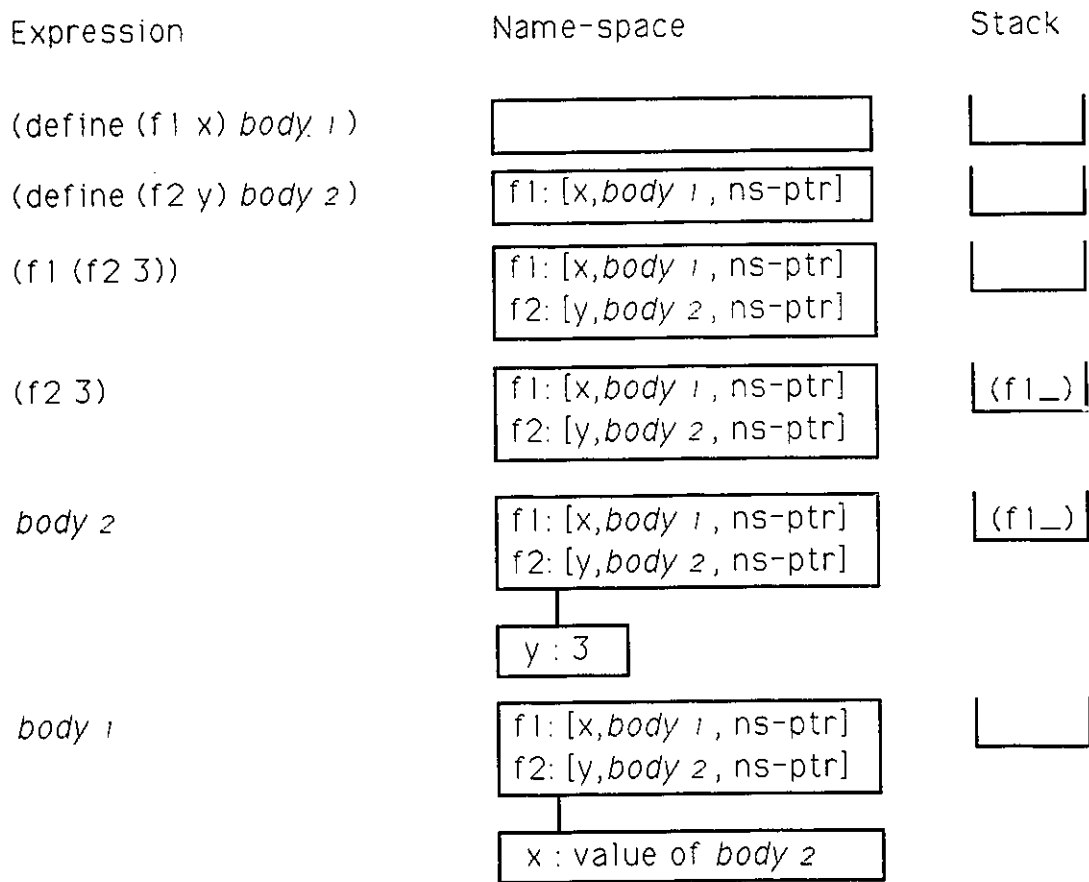 Expression Name-space Stack
(define (f1 x) body 1)
(define (f2 y) body 2) f1: [x,body 1, ns-ptr]
(f1 (f2 3)) f1: [x,body 1, ns-ptr]
f2: [y,body 2, ns-ptr]
(f2 3) f1: [x,body 1, ns-ptr] (f1_)
f2: [y,body 2, ns-ptr]
body 2 f1: [x,body 1, ns-ptr] (f1_)
f2: [y,body 2, ns-ptr]
y : 3
body 1 f1: [x,body 1, ns-ptr]
f2: [y,body 2, ns-ptr]
x : value of body 2